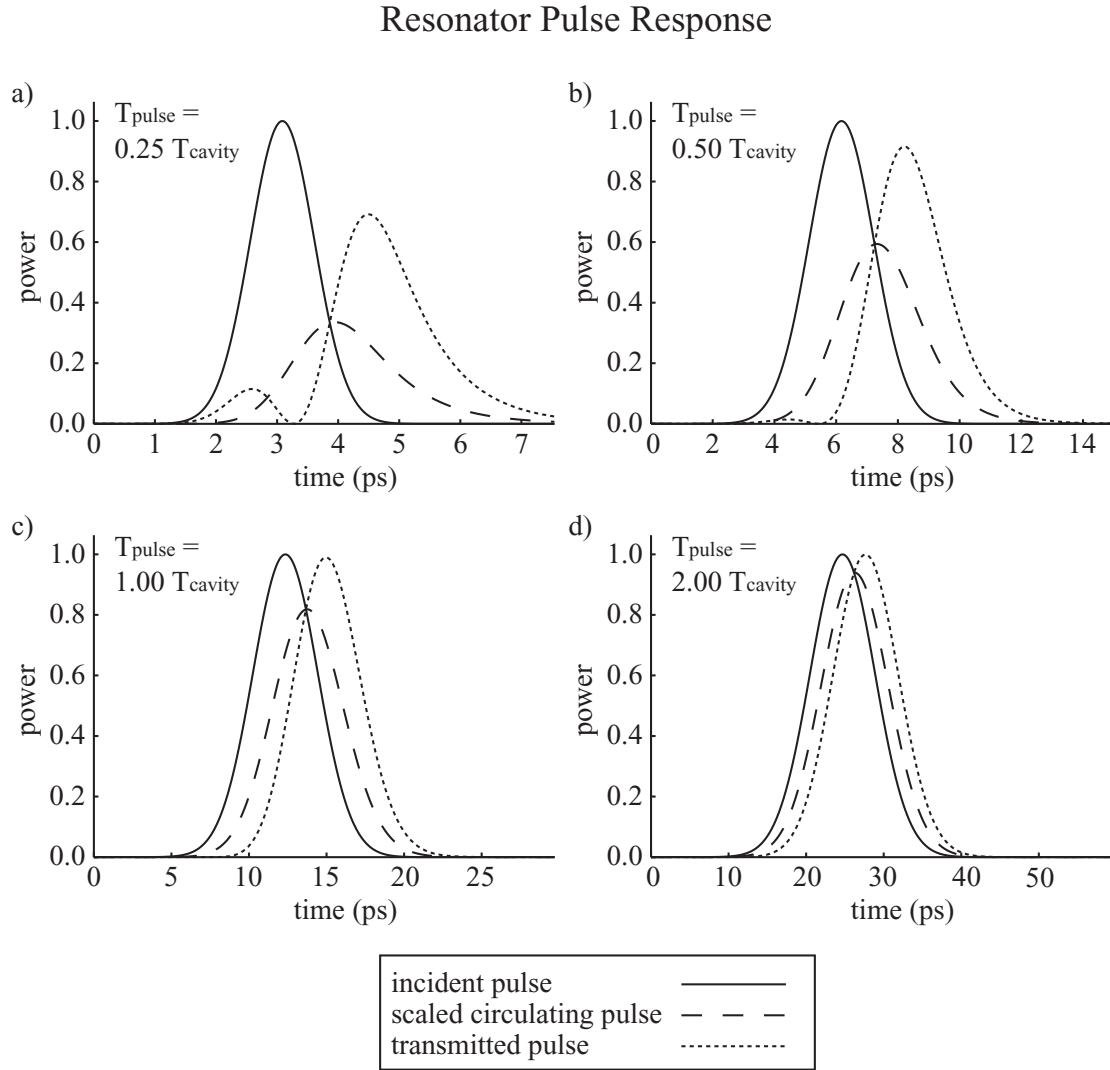 Resonator Pulse Response
a)
Tpulse =
0.25 Tcavity
1.0
0.8
0.6
0.4
0.2
0.0
power
0 1 2 3 4 5 6 7
time (ps)
b)
Tpulse =
0.50 Tcavity
1.0
0.8
0.6
0.4
0.2
0.0
power
0 2 4 6 8 10 12 14
time (ps)
c)
Tpulse =
1.00 Tcavity
1.0
0.8
0.6
0.4
0.2
0.0
power
0 5 10 15 20 25
time (ps)
d)
Tpulse =
2.00 Tcavity
1.0
0.8
0.6
0.4
0.2
0.0
power
0 10 20 30 40 50
time (ps)
incident pulse
scaled circulating pulse
transmitted pulse